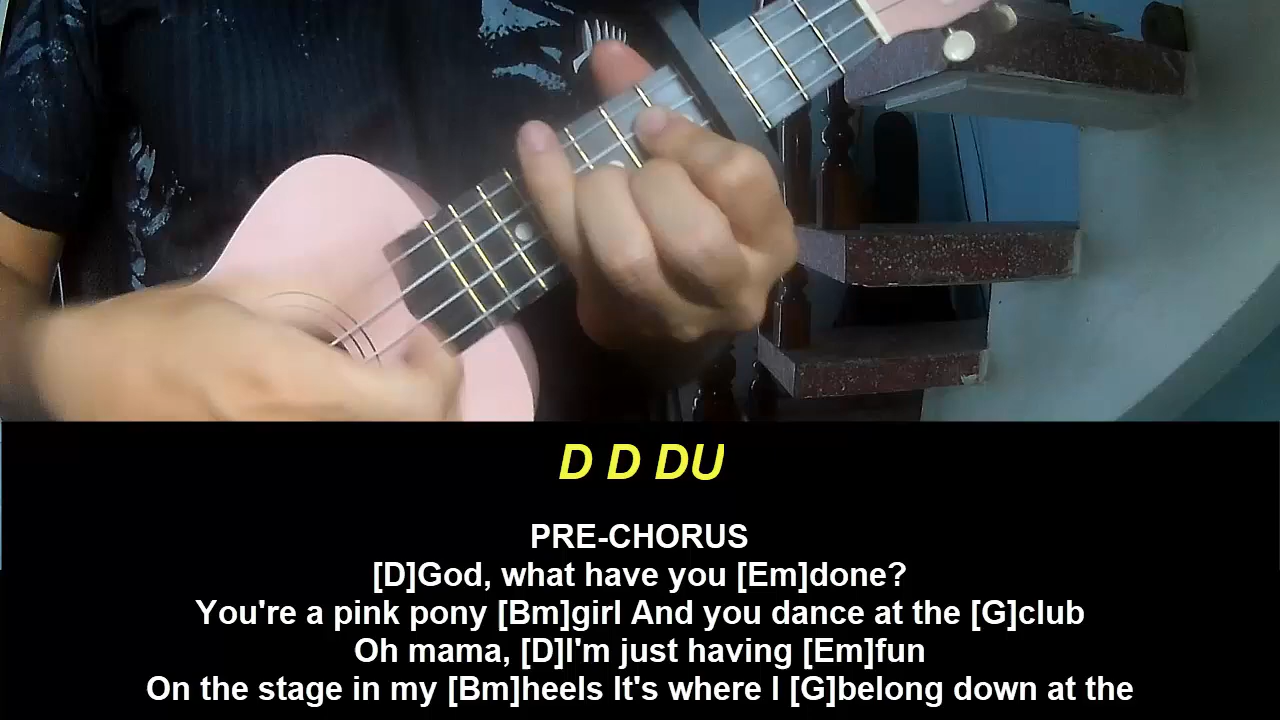 D D DU
PRE-CHORUS
[D]God, what have you [Em]done?
You're a pink pony [Bm]girl And you dance at the [G]club
Oh mama, [D]I'm just having [Em]fun
On the stage in my [Bm]heels It's where I [G]belong down at the